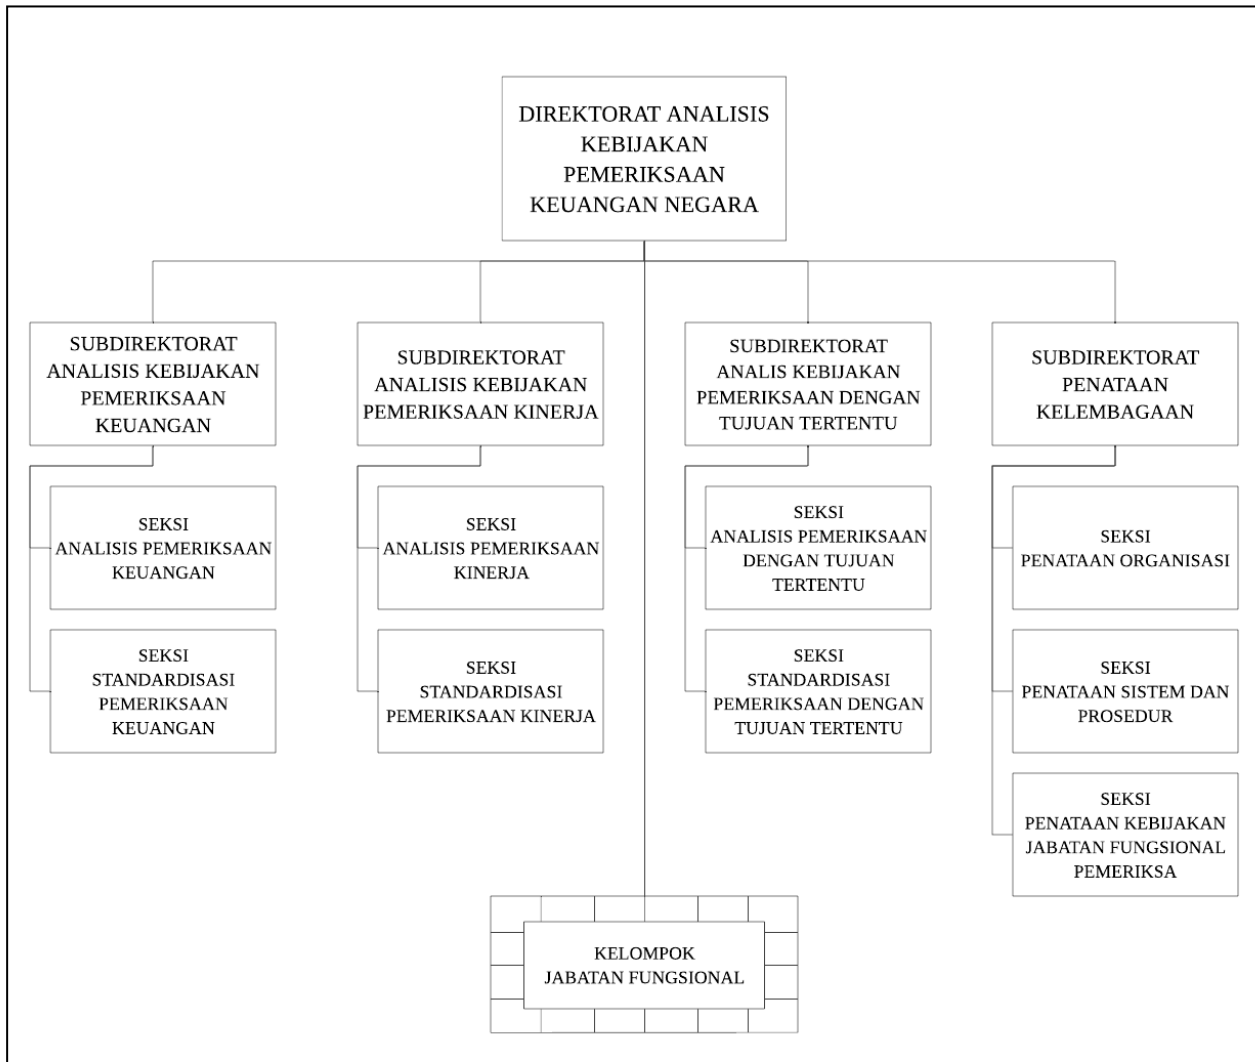 DIREKTORAT ANALISIS
KEBIJAKAN
PEMERIKSAAN
KEUANGAN NEGARA
SUBDIREKTORAT
ANALISIS KEBIJAKAN
PEMERIKSAAN
KEUANGAN
SUBDIREKTORAT
ANALISIS KEBIJAKAN
PEMERIKSAAN KINERJA
SUBDIREKTORAT
ANALIS KEBIJAKAN
PEMERIKSAAN DENGAN
TUJUAN TERTENTU
SUBDIREKTORAT
PENATAAN
KELEMBAGAAN
SEKSI
ANALISIS PEMERIKSAAN
KEUANGAN
SEKSI
ANALISIS PEMERIKSAAN
KINERJA
SEKSI
ANALISIS PEMERIKSAAN
DENGAN TUJUAN
TERTENTU
SEKSI
PENATAAN ORGANISASI
SEKSI
STANDARDISASI
PEMERIKSAAN
KEUANGAN
SEKSI
STANDARDISASI
PEMERIKSAAN KINERJA
SEKSI
STANDARDISASI
PEMERIKSAAN DENGAN
TUJUAN TERTENTU
SEKSI
PENATAAN SISTEM DAN
PROSEDUR
SEKSI
PENATAAN KEBIJAKAN
JABATAN FUNGSIONAL
PEMERIKSA
KELOMPOK
JABATAN FUNGSIONAL